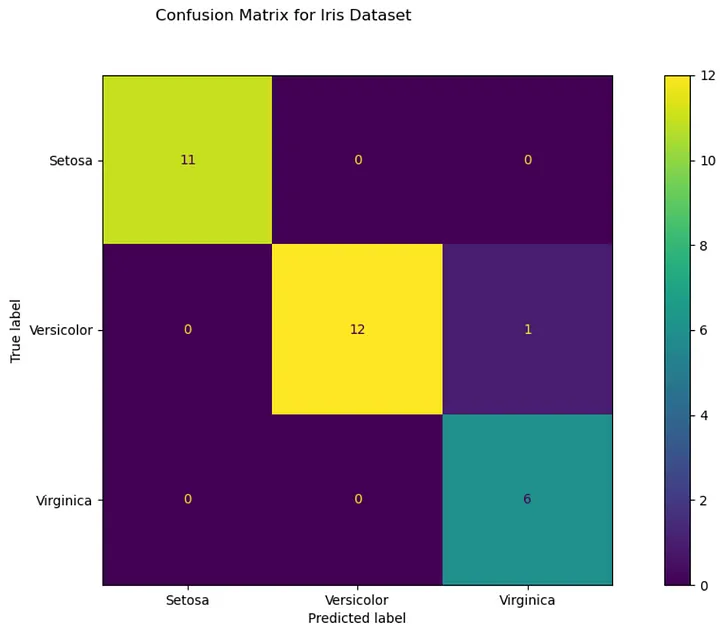 Confusion Matrix for Iris Dataset
Setosa
11
0
0
Versicolor
0
12
1
Virginica
0
0
6
True label
Setosa
Versicolor
Virginica
Predicted label
12
10
8
6
4
2
0